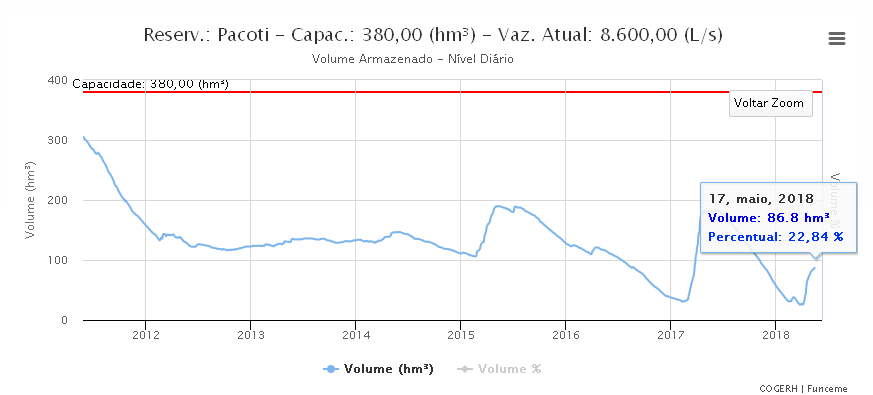 Reserv.: Pacoti – Capac.: 380,00 (hm³) – Vaz. Atual: 8.600,00 (L/s)
Volume Armazenado – Nível Diário
400
Capacidade: 380,00 (hm³)
Voltar Zoom
300
200
100
0
Volume (hm³)
Volume %
17, maio, 2018
Volume: 86.8 hm³
Percentual: 22,84 %
2012 2013 2014 2015 2016 2017 2018
Volume (hm³) Volume %
COGERH | Funceme